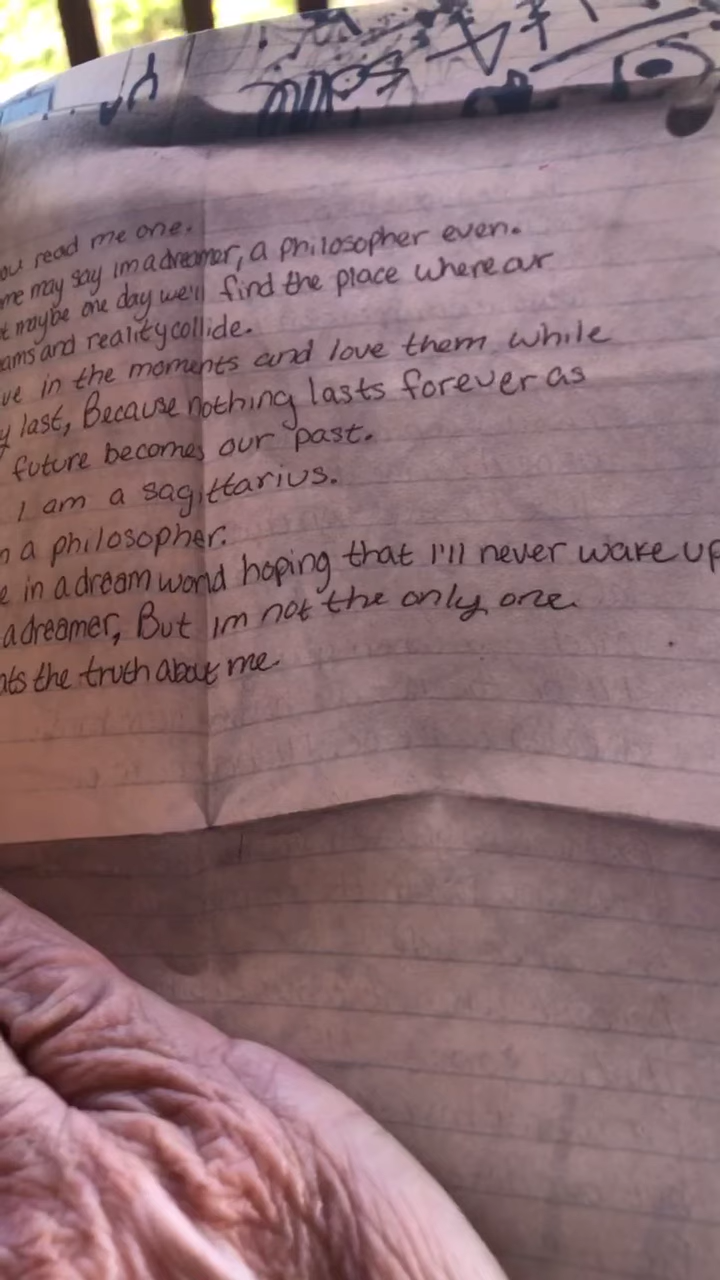 ou read me one.
me may say im a dreamer, a philosopher even.
t maybe one day we'll find the place where our
ams and reality collide.
ve in the moments and love them while
y last, Because nothing lasts forever as
future becomes our past.
I am a sagittarius.
a philosopher.
e in a dream world hoping that I'll never wake up
a dreamer, But im not the only one.
ats the truth about me.